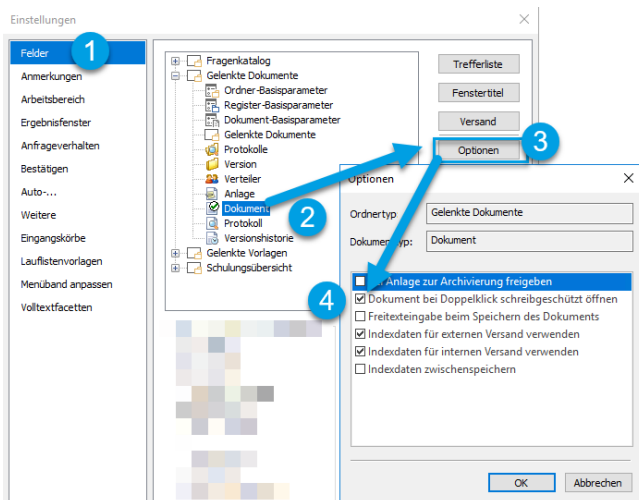 Einstellungen
1
Felder
Anmerkungen
Arbeitsbereich
Ergebnisfenster
Anfrageverhalten
Bestätigen
Auto-...
Weitere
Eingangskörbe
Lauflistenvorlagen
Menüband anpassen
Volltextfacetten
Fragenkatalog
Gelenkte Dokumente
Ordner-Basisparameter
Register-Basisparameter
Dokument-Basisparameter
Gelenkte Dokumente
Protokolle
Version
Verteiler
Anlage
Dokument
Protokoll
Versionshistorie
Gelenkte Vorlagen
Schulungsübersicht
2
Trefferliste
Fenstertitel
Versand
Optionen
3
Optionen
Ordnertyp
Gelenkte Dokumente
Dokumenttyp:
Dokument
4
Anlage zur Archivierung freigeben
Dokument bei Doppelklick schreibgeschützt öffnen
Freitexteingabe beim Speichern des Dokuments
Indexdaten für externen Versand verwenden
Indexdaten für internen Versand verwenden
Indexdaten zwischenspeichern
OK
Abbrechen